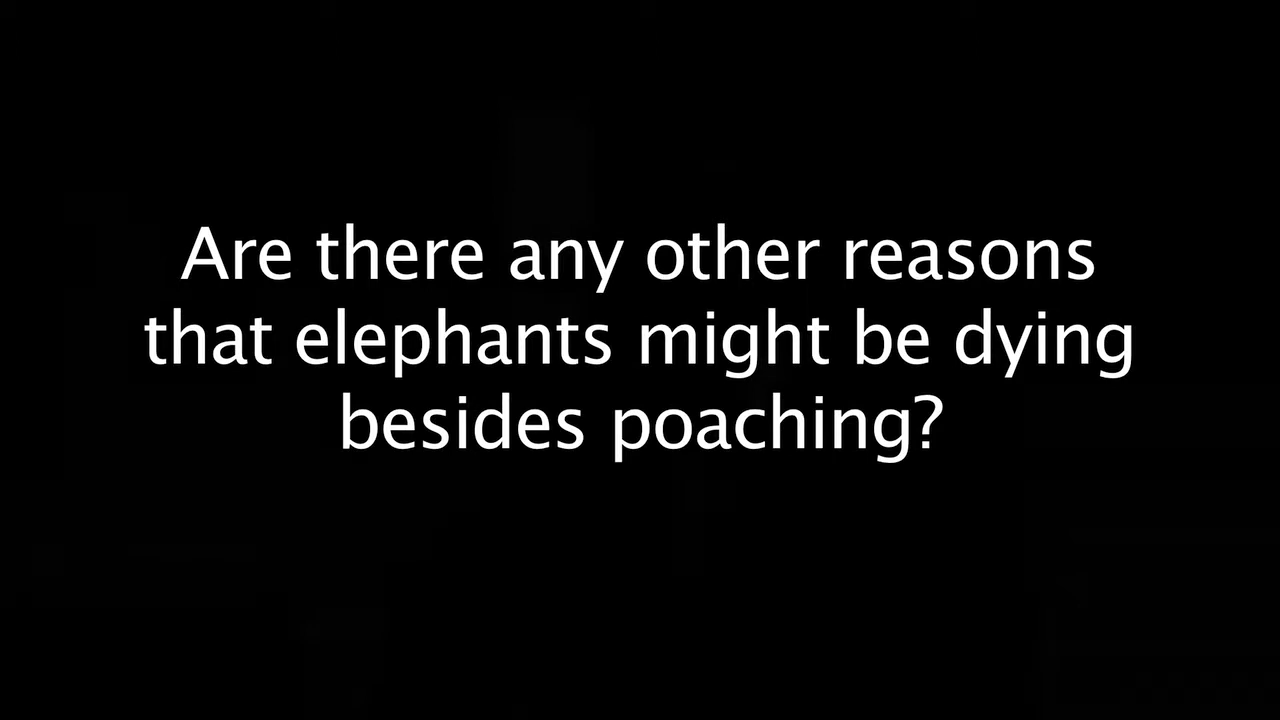 Are there any other reasons
that elephants might be dying
besides poaching?